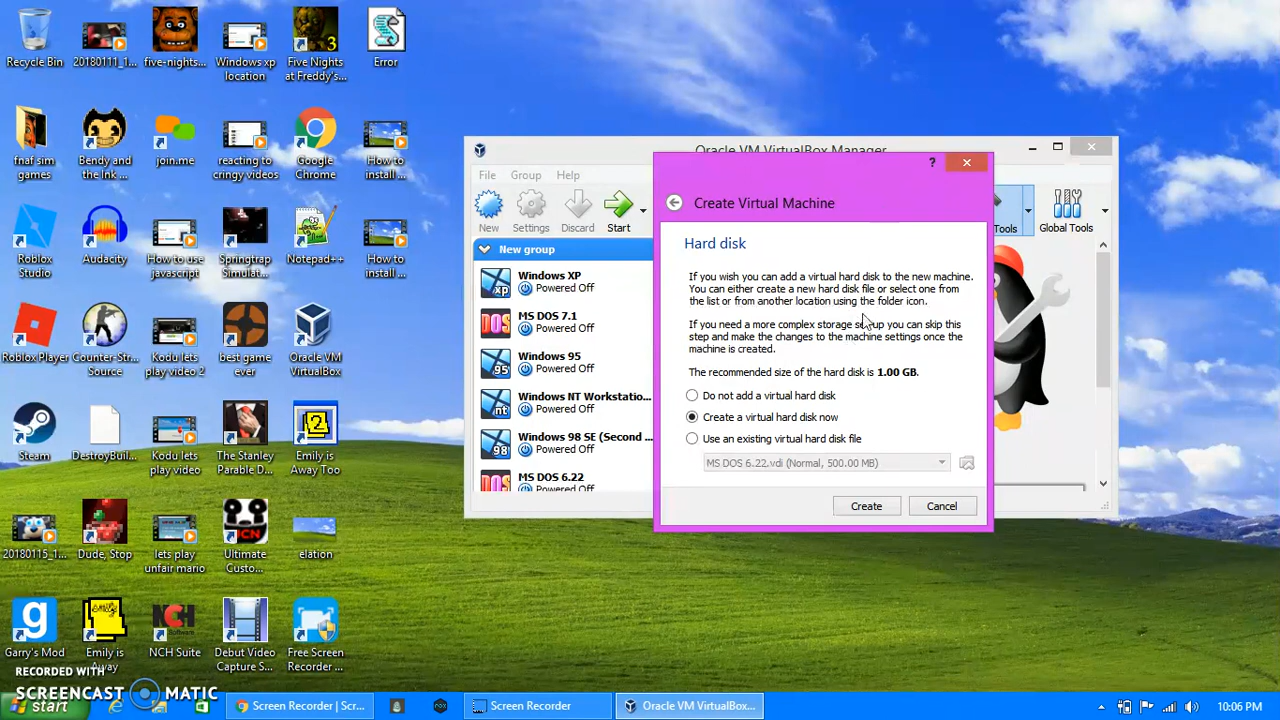 Recycle Bin
20180111_1...
five-nights...
Windows xp
location
Five Nights
at Freddy's...
3
Error
fnaf sim
games
Bendy and
the Ink ...
join.me
reacting to
cringy videos
Google
Chrome
How to
install ...
Roblox
Studio
Audacity
How to use
javascript
Springtrap
Simulat...
Notepad++
How to
install ...
Roblox Player
Counter-Str...
Source
Kodu lets
play video 2
best game
ever
Oracle VM
VirtualBox
Steam
DestroyBuil...
Kodu lets
play video
The Stanley
Parable D...
2
Emily is
Away Too
20180115_1...
Dude, Stop
lets play
unfair mario
UCN
Ultimate
Custo...
elation
g
Garry's Mod
Emily is
Away
NCH
Software
NCH Suite
Debut Video
Capture S...
Free Screen
Recorder ...
Oracle VM VirtualBox Manager
File Group Help
New
Settings
Discard
Start
Tools
Global Tools
New group
xp
Windows XP
Powered Off
DOS
MS DOS 7.1
Powered Off
95
Windows 95
Powered Off
nt
Windows NT Workstatio...
Powered Off
98
Windows 98 SE (Second ...
Powered Off
DOS
MS DOS 6.22
Powered Off
?
Create Virtual Machine
Hard disk
If you wish you can add a virtual hard disk to the new machine.
You can either create a new hard disk file or select one from
the list or from another location using the folder icon.
If you need a more complex storage set-up you can skip this
step and make the changes to the machine settings once the
machine is created.
The recommended size of the hard disk is 1.00 GB.
Do not add a virtual hard disk
Create a virtual hard disk now
Use an existing virtual hard disk file
MS DOS 6.22.vdi (Normal, 500.00 MB)
Create
Cancel
RECORDED WITH
SCREENCAST MATIC
start
Screen Recorder | Scr...
Screen Recorder
Oracle VM VirtualBox...
10:06 PM